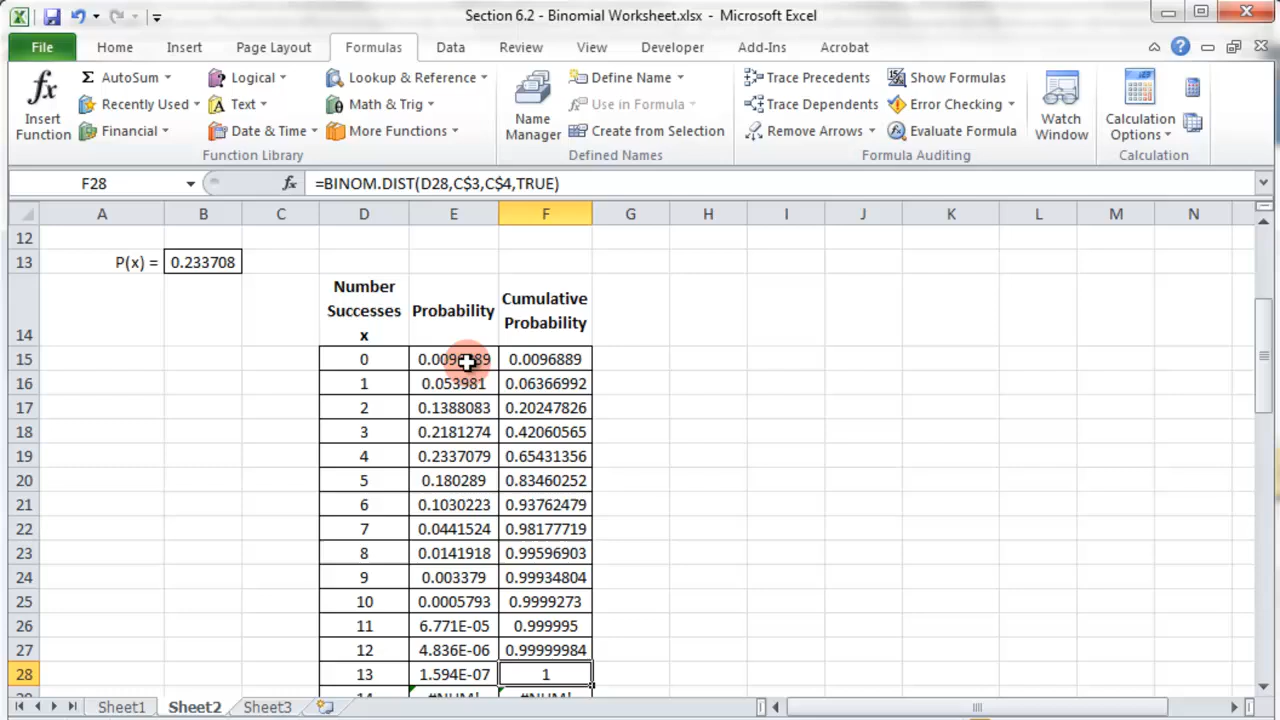 Section 6.2 - Binomial Worksheet.xlsx - Microsoft Excel
File Home Insert Page Layout Formulas Data Review View Developer Add-Ins Acrobat
fx Σ AutoSum Logical Lookup & Reference Define Name Trace Precedents Show Formulas
Recently Used Text Math & Trig Use in Formula Trace Dependents Error Checking
Insert Function Financial Date & Time More Functions Name Manager Create from Selection Remove Arrows Evaluate Formula Watch Window Calculation Options
Function Library Defined Names Formula Auditing Calculation
F28 fx =BINOM.DIST(D28,C$3,C$4,TRUE)
A B C D E F G H I J K L M N
12
13 P(x) = 0.233708
14 Number Successes x Probability Cumulative Probability
15 0 0.0096889
16 1 0.053981 0.06366992
17 2 0.1388083 0.20247826
18 3 0.2181274 0.42060565
19 4 0.2337079 0.65431356
20 5 0.180289 0.83460252
21 6 0.1030223 0.93762479
22 7 0.0441524 0.98177719
23 8 0.0141918 0.99596903
24 9 0.003379 0.99934804
25 10 0.0005793 0.9999273
26 11 6.771E-05 0.999995
27 12 4.836E-06 0.99999984
28 13 1.594E-07 1
Sheet1 Sheet2 Sheet3